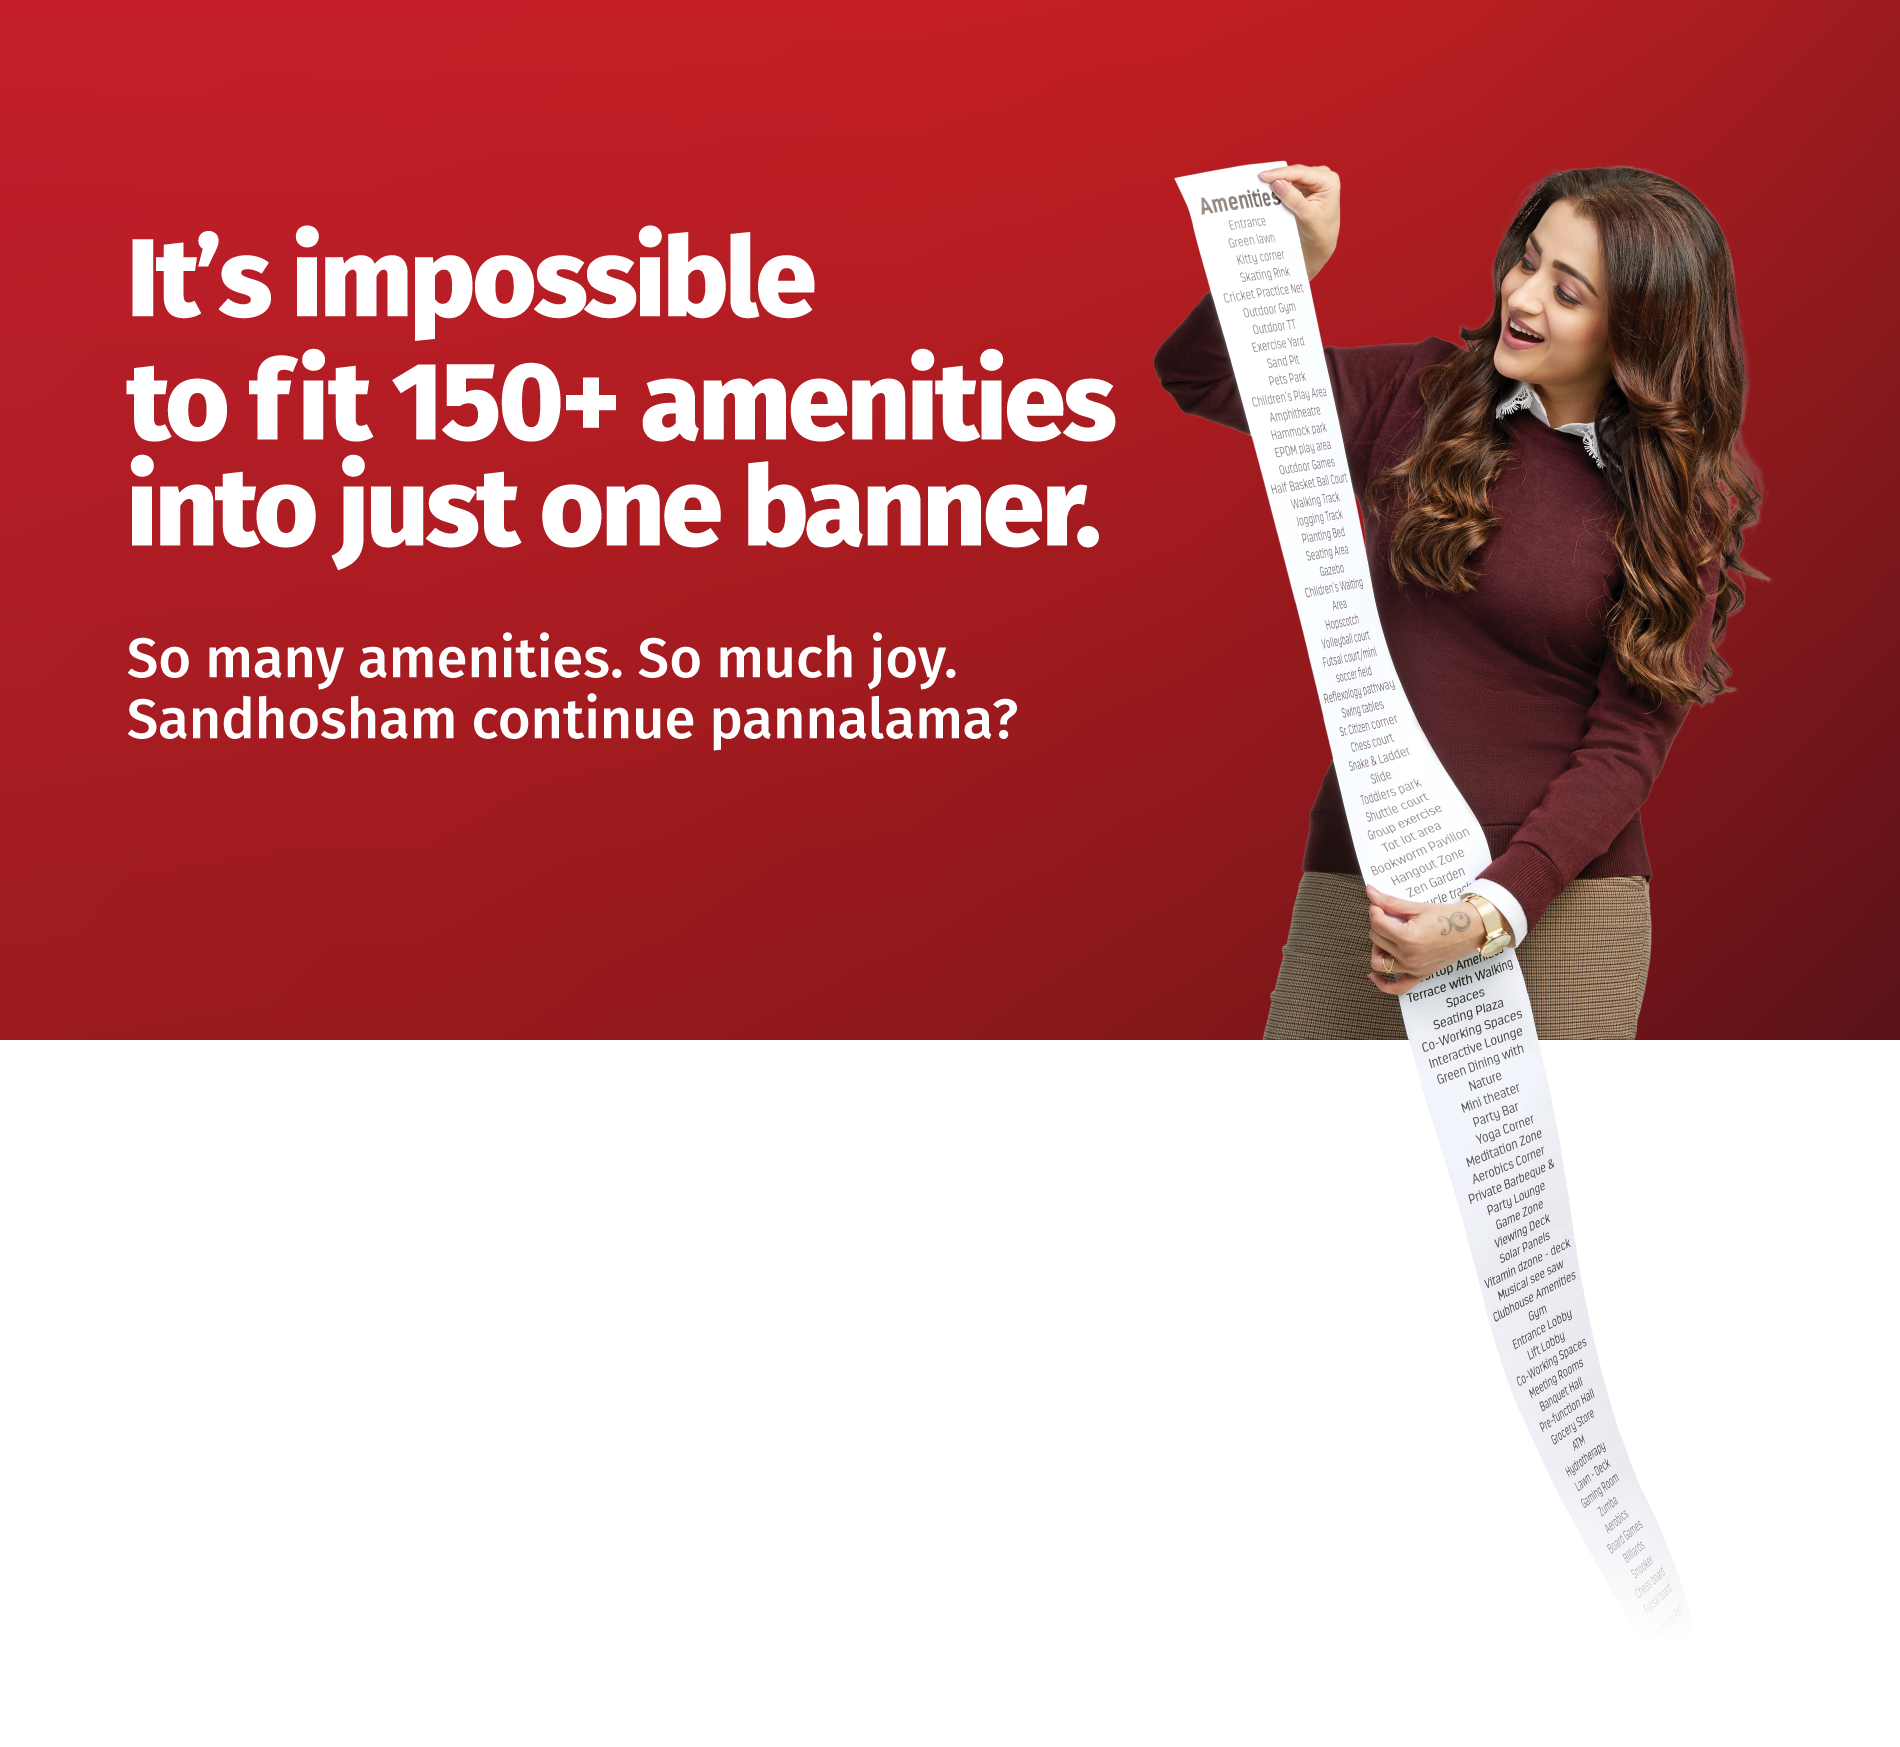 It's impossible
to fit 150+ amenities
into just one banner.
So many amenities. So much joy.
Sandhosham continue pannalama?
Amenities
Entrance
Green lawn
Kitty corner
Skating Rink
Cricket Practice Net
Outdoor Gym
Outdoor TT
Exercise Yard
Sand Pit
Pets Park
Children's Play Area
Amphitheatre
Hammock park
EPDM play area
Outdoor Games
Half Basket Ball Court
Walking Track
Jogging Track
Planting Bed
Seating Area
Gazebo
Children's Waiting
Area
Hopscotch
Volleyball court
Futsal court/mini
soccer field
Reflexology pathway
Swing tables
Sr. Citizen corner
Chess court
Snake & Ladder
Slide
Toddlers park
Shuttle court
Group exercise
Tot lot area
Bookworm Pavilion
Hangout Zone
Zen Garden
Terrace with Walking
Spaces
Seating Plaza
Co-Working Spaces
Interactive Lounge
Green Dining with
Nature
Mini theater
Party Bar
Yoga Corner
Meditation Zone
Aerobics Corner
Private Barbeque &
Party Lounge
Game Zone
Viewing Deck
Solar Panels
Vitamin dzone - deck
Musical see saw
Clubhouse Amenities
Gym
Entrance Lobby
Lift Lobby
Co-Working Spaces
Meeting Rooms
Banquet Hall
Pre-function Hall
Grocery Store
ATM
Hydrotherapy
Lawn - Deck
Gaming Room
Zumba
Aerobics
Board Games
Billiards
Snooker
Chess board
Futsal board